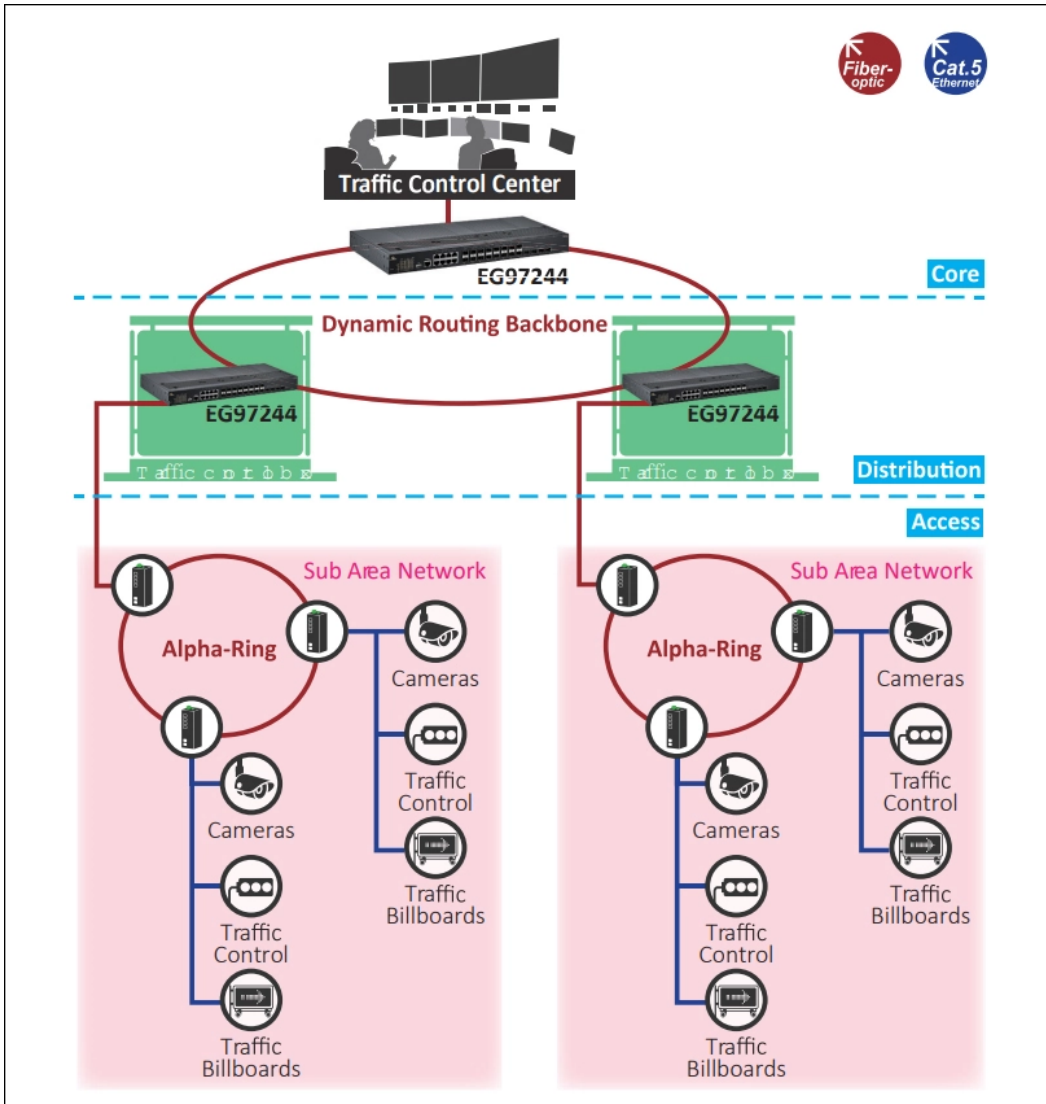 Fiber-
optic
Cat.5
Ethernet
Traffic Control Center
EG97244
Core
Dynamic Routing Backbone
EG97244
EG97244
Distribution
Access
Sub Area Network
Alpha-Ring
Cameras
Traffic
Control
Traffic
Billboards
Cameras
Traffic
Control
Traffic
Billboards
Sub Area Network
Alpha-Ring
Cameras
Traffic
Control
Traffic
Billboards
Cameras
Traffic
Control
Traffic
Billboards